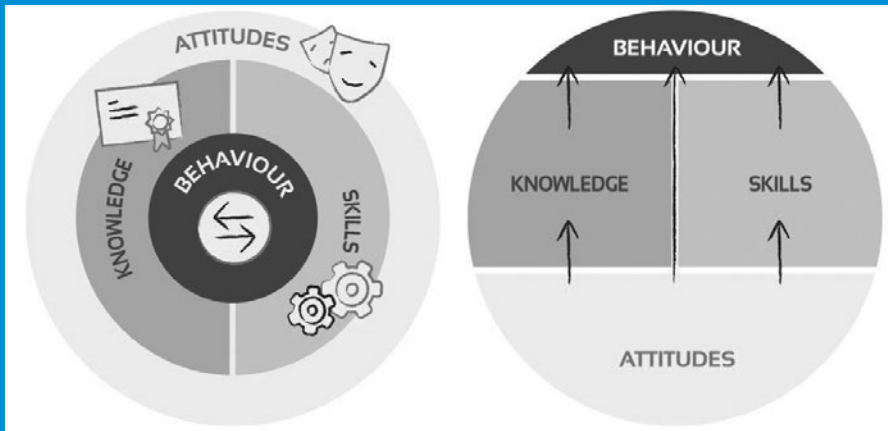 ATTITUDES
KNOWLEDGE
BEHAVIOUR
SKILLS
BEHAVIOUR
KNOWLEDGE
SKILLS
ATTITUDES